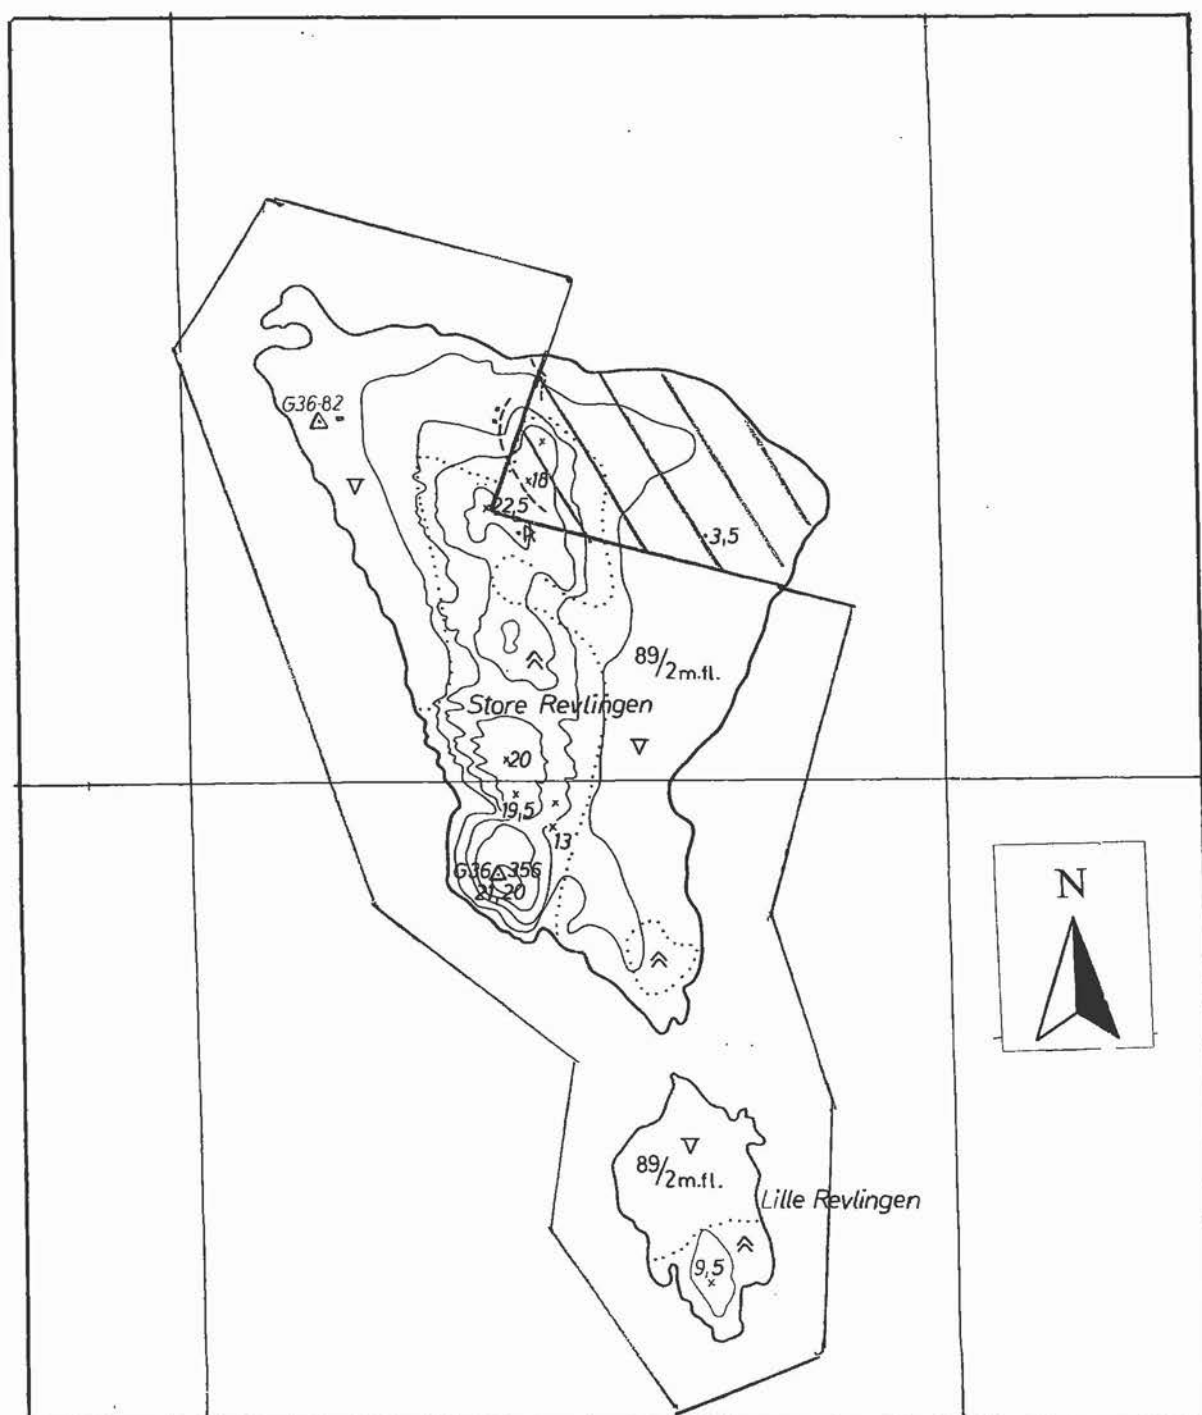 G36-82
18
22,5
3,5
89/2m.fl.
Store Revlingen
20
19,5
13
G36 356
21,20
N
89/2m.fl.
Lille Revlingen
9,5